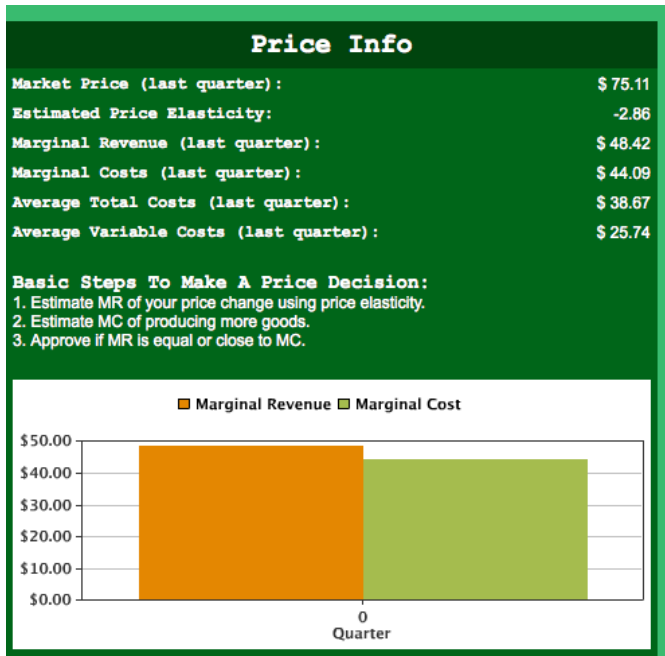 Price Info
Market Price (last quarter): $ 75.11
Estimated Price Elasticity: -2.86
Marginal Revenue (last quarter): $ 48.42
Marginal Costs (last quarter): $ 44.09
Average Total Costs (last quarter): $ 38.67
Average Variable Costs (last quarter): $ 25.74
Basic Steps To Make A Price Decision:
1. Estimate MR of your price change using price elasticity.
2. Estimate MC of producing more goods.
3. Approve if MR is equal or close to MC.
Marginal Revenue Marginal Cost
$50.00
$40.00
$30.00
$20.00
$10.00
$0.00
0
Quarter